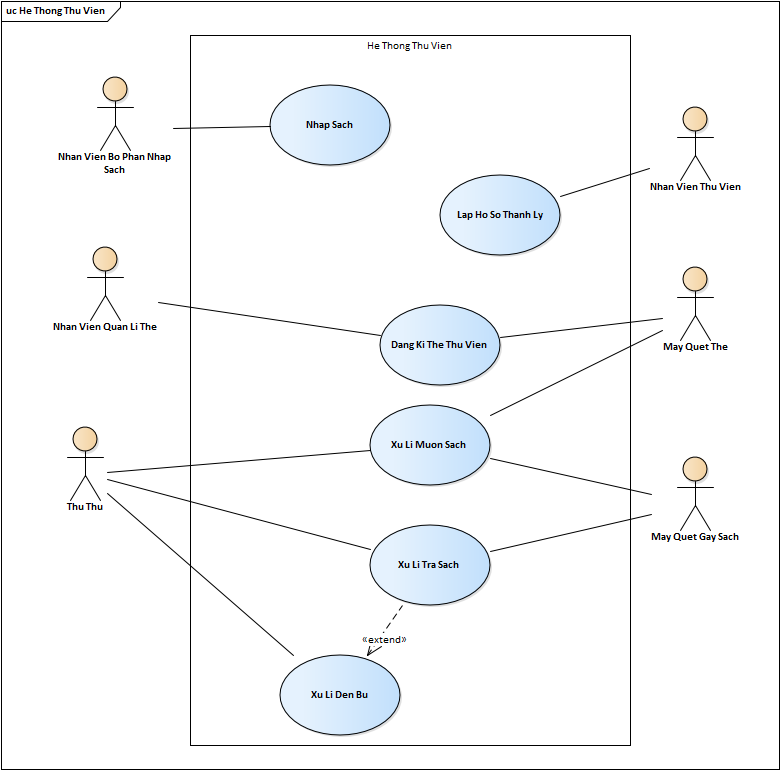 uc He Thong Thu Vien
He Thong Thu Vien
Nhap Sach
Nhan Vien Bo Phan Nhap
Sach
Nhan Vien Thu Vien
Lap Ho So Thanh Ly
Nhan Vien Quan Li The
Dang Ki The Thu Vien
May Quet The
Xu Li Muon Sach
Thu Thu
May Quet Gay Sach
Xu Li Tra Sach
«extend»
Xu Li Den Bu